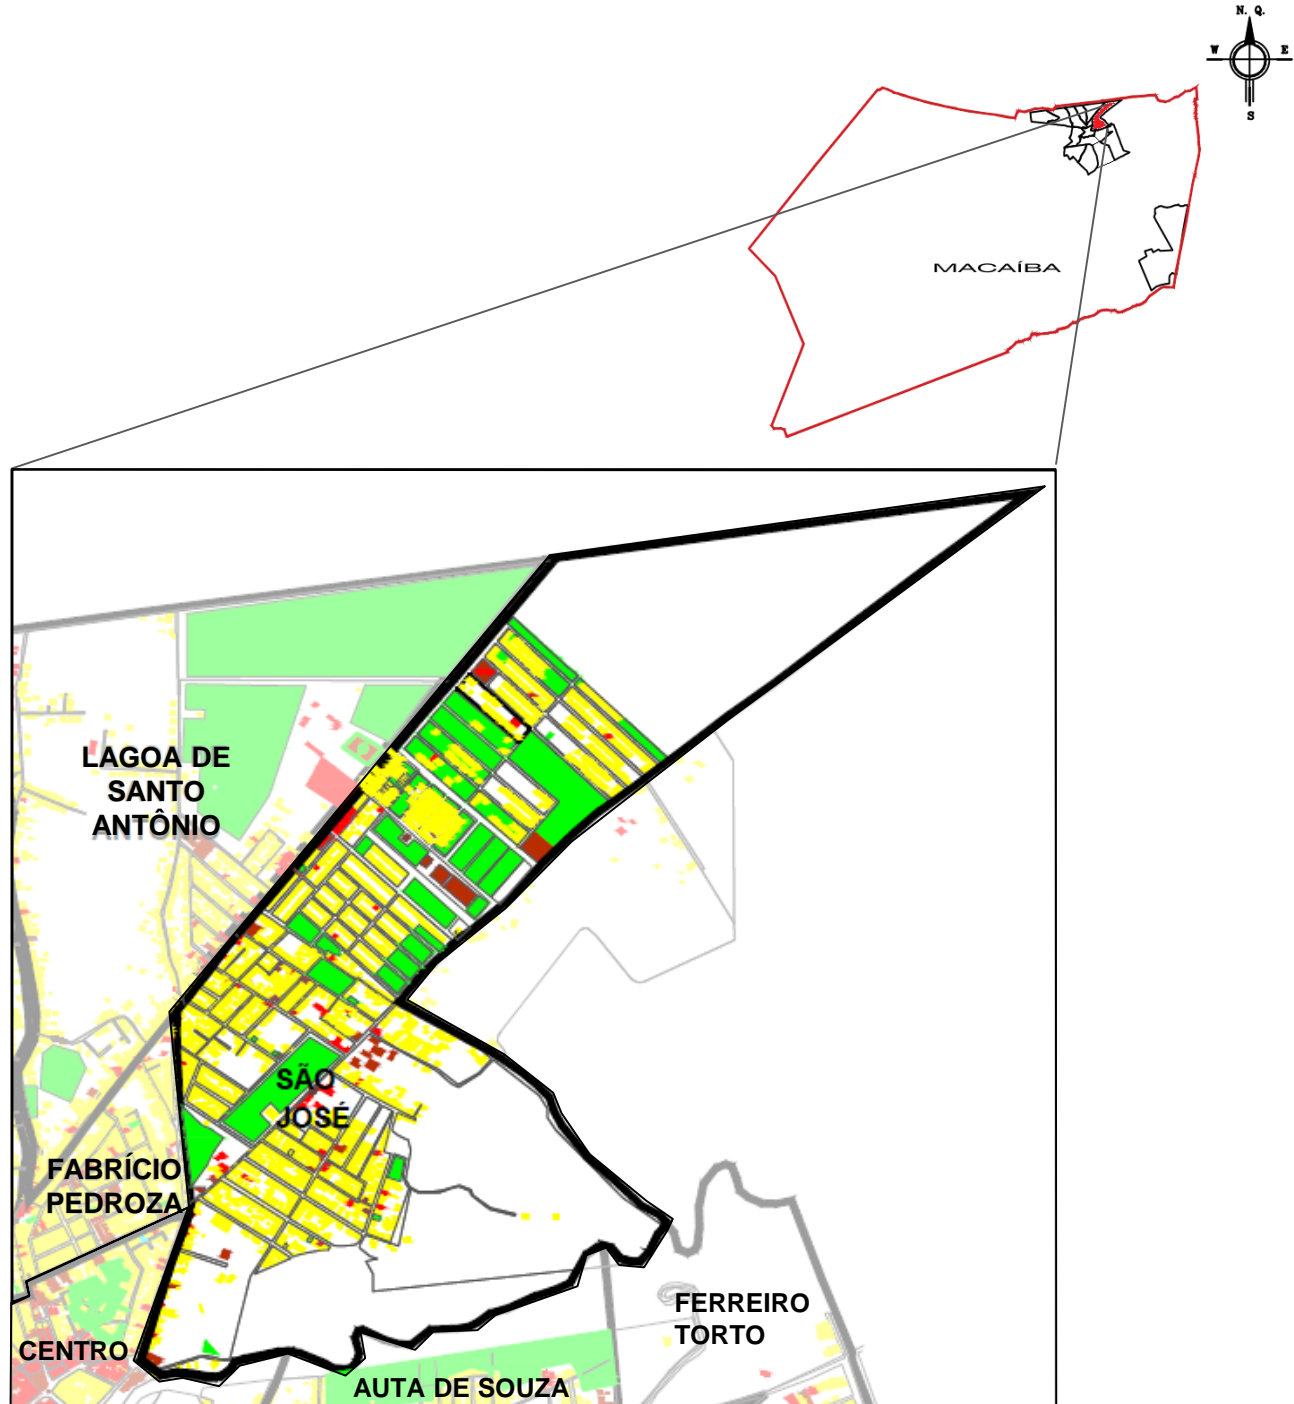 N. Q.
W E
S
MACAÍBA
LAGOA DE
SANTO
ANTÔNIO
SÃO
JOSÉ
FABRÍCIO
PEDROZA
FERREIRO
TORTO
CENTRO
AUTA DE SOUZA